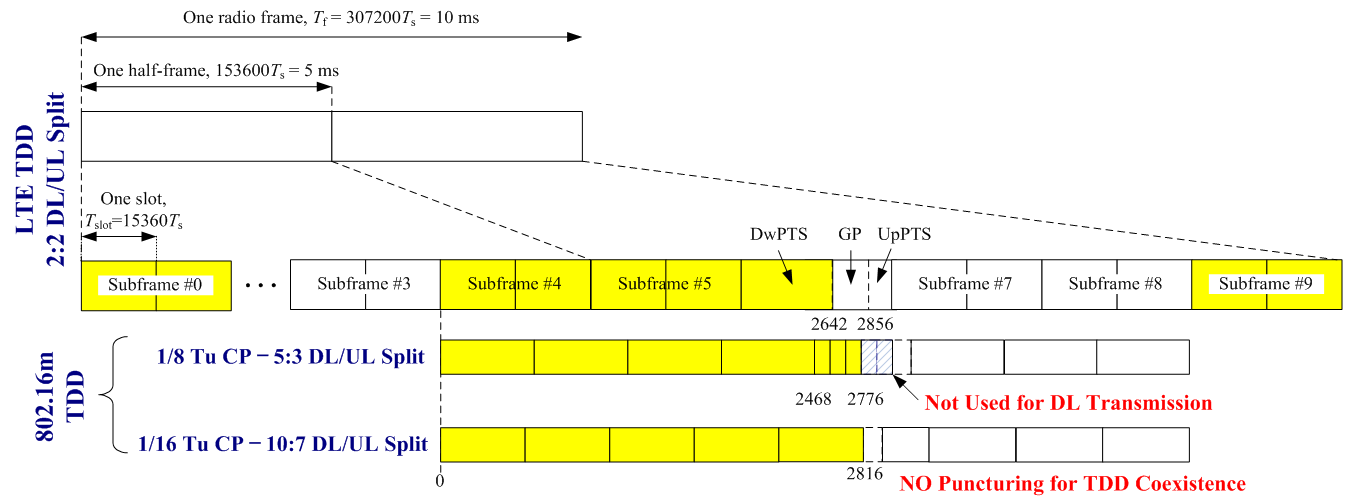 One radio frame, Tf = 307200Ts = 10 ms
One half-frame, 153600Ts = 5 ms
LTE TDD
2:2 DL/UL Split
One slot,
Tslot=15360Ts
DwPTS
GP
UpPTS
Subframe #0
Subframe #3
Subframe #4
Subframe #5
Subframe #7
Subframe #8
Subframe #9
2642
2856
802.16m
TDD
1/8 Tu CP – 5:3 DL/UL Split
2468
2776
Not Used for DL Transmission
1/16 Tu CP – 10:7 DL/UL Split
2816
0
NO Puncturing for TDD Coexistence